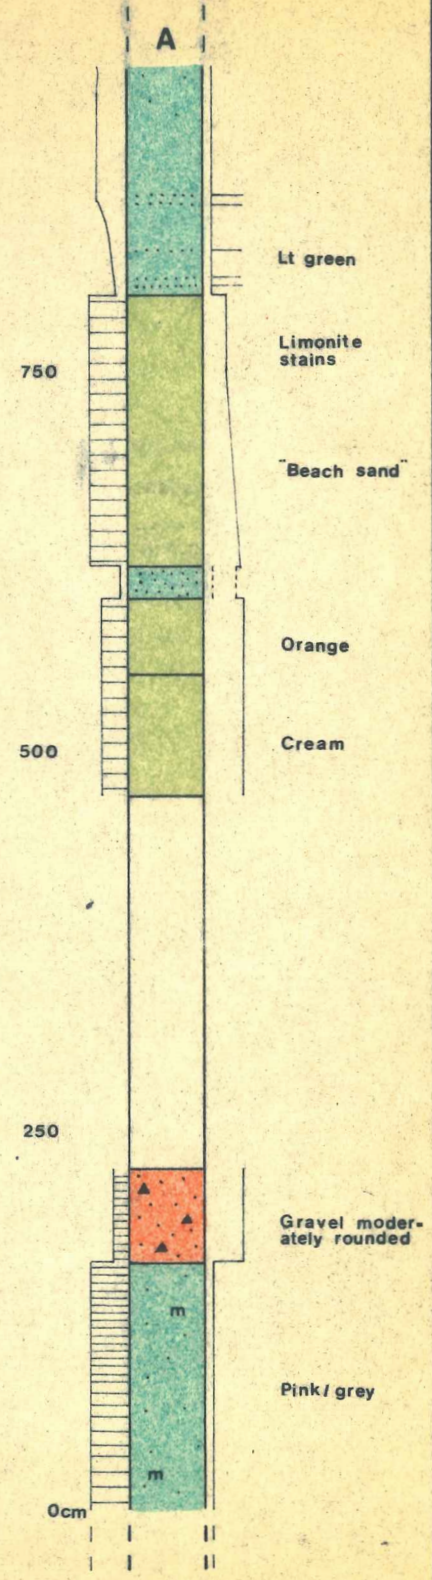 A
Lt green
Limonite
stains
750
"Beach sand"
Orange
Cream
500
250
Gravel moder-
ately rounded
m
Pink/grey
m
0cm